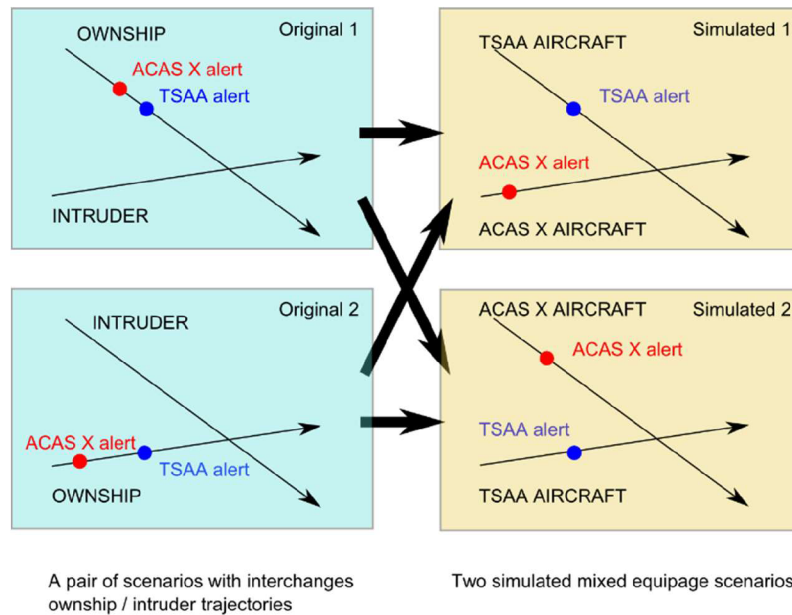 OWNSHIP
Original 1
ACAS X alert
TSAA alert
INTRUDER
TSAA AIRCRAFT
Simulated 1
TSAA alert
ACAS X alert
ACAS X AIRCRAFT
Original 2
INTRUDER
ACAS X alert
TSAA alert
OWNSHIP
ACAS X AIRCRAFT
Simulated 2
ACAS X alert
TSAA alert
TSAA AIRCRAFT
A pair of scenarios with interchanges
ownship / intruder trajectories
Two simulated mixed equipage scenarios